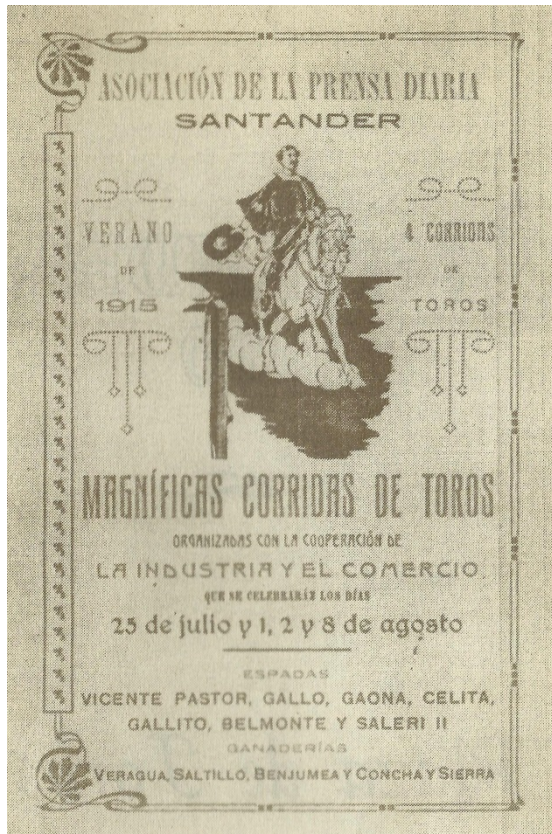 ASOCIACIÓN DE LA PRENSA DIARIA
SANTANDER
VERANO
DE
1915
4 CORRIDAS
DE
TOROS
MAGNÍFICAS CORRIDAS DE TOROS
ORGANIZADAS CON LA COOPERACIÓN DE
LA INDUSTRIA Y EL COMERCIO
QUE SE CELEBRARÁN LOS DÍAS
25 de julio y 1, 2 y 8 de agosto
ESPADAS
VICENTE PASTOR, GALLO, GAONA, CELITA,
GALLITO, BELMONTE Y SALERI II
GANADERÍAS
VERAGUA, SALTILLO, BENJUMEA Y CONCHA Y SIERRA